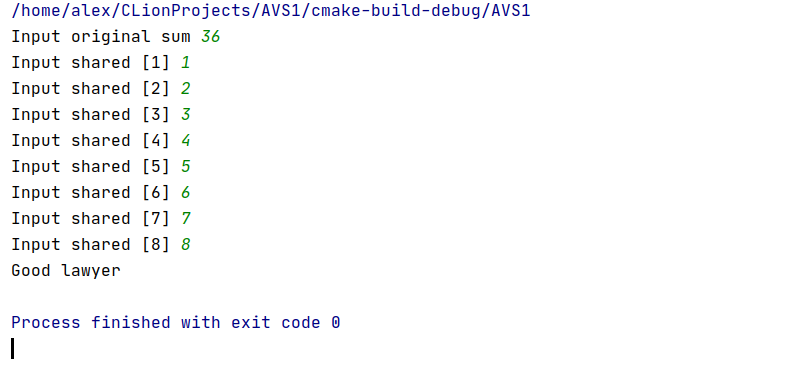 /home/alex/CLionProjects/AVS1/cmake-build-debug/AVS1
Input original sum 36
Input shared [1] 1
Input shared [2] 2
Input shared [3] 3
Input shared [4] 4
Input shared [5] 5
Input shared [6] 6
Input shared [7] 7
Input shared [8] 8
Good lawyer
Process finished with exit code 0